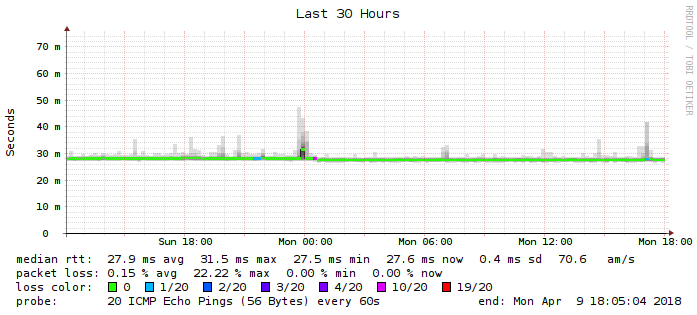 Last 30 Hours
RRDTOOL / TOBI OETIKER
Seconds
70 m
60 m
50 m
40 m
30 m
20 m
10 m
0
Sun 18:00 Mon 00:00 Mon 06:00 Mon 12:00 Mon 18:00
median rtt: 27.9 ms avg 31.5 ms max 27.5 ms min 27.6 ms now 0.4 ms sd 70.6 am/s
packet loss: 0.15 % avg 22.22 % max 0.00 % min 0.00 % now
loss color: 0 1/20 2/20 3/20 4/20 10/20 19/20
probe: 20 ICMP Echo Pings (56 Bytes) every 60s end: Mon Apr 9 18:05:04 2018